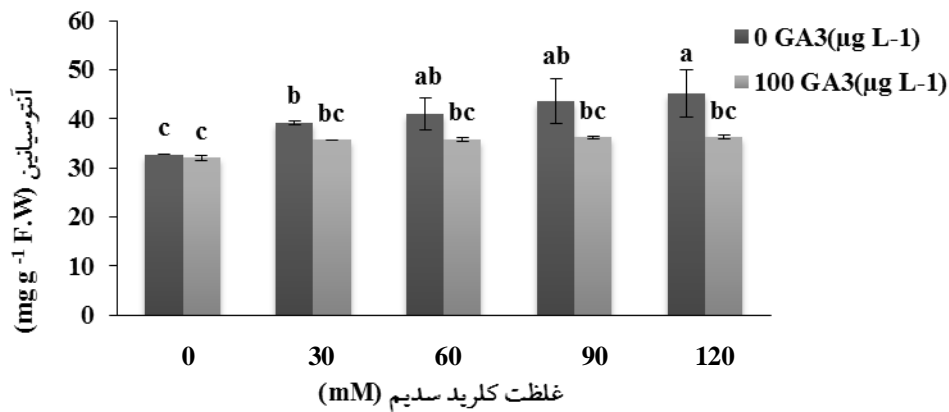 60
50
40
30
20
10
0
آنتوسیانین (mg g -1 F.W)
0 GA3(µg L-1)
100 GA3(µg L-1)
c c
b bc
ab bc
ab bc
a bc
0 30 60 90 120
غلظت کلرید سدیم (mM)